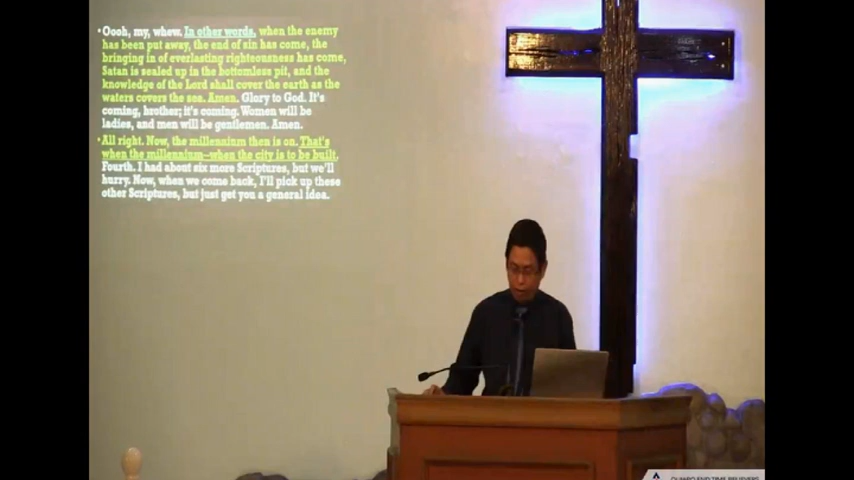 •Oooh, my, whew. In other words, when the enemy
has been put away, the end of sin has come, the
bringing in of everlasting righteousness has come,
Satan is sealed up in the bottomless pit, and the
knowledge of the Lord shall cover the earth as the
waters covers the sea. Amen. Glory to God. It's
coming, brother; it's coming. Women will be
ladies, and men will be gentlemen. Amen.
•All right. Now, the millennium then is on. That's
when the millennium—when the city is to be built.
Fourth. I had about six more Scriptures, but we'll
hurry. Now, when we come back, I'll pick up these
other Scriptures, but just get you a general idea.
END TIME BELIEVERS